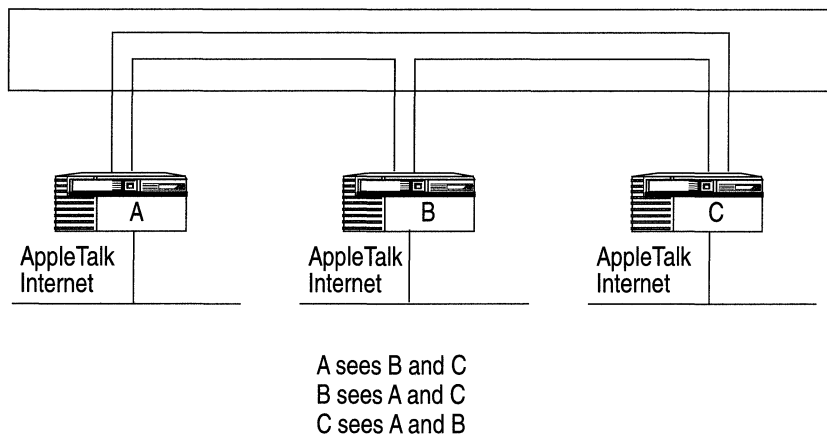 A
B
C
AppleTalk
Internet
AppleTalk
Internet
AppleTalk
Internet
A sees B and C
B sees A and C
C sees A and B